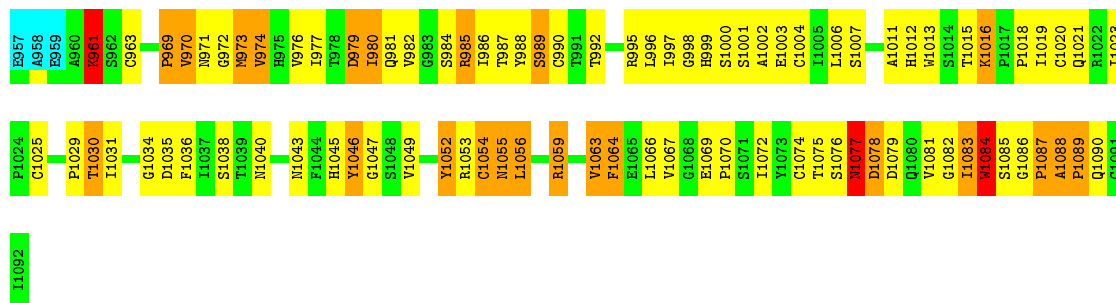 E957 A958 E959 A960 K961 S962 C963 P969 V970 N971 G972 M973 V974 H975 V976 I977 T978 D979 I980 Q981 V982 G983 S984 R985 I986 T987 Y988 S989 C990 T991 T992 R995 L996 I997 G998 H999 S1000 S1001 A1002 E1003 C1004 I1005 L1006 S1007 A1011 H1012 W1013 S1014 T1015 K1016 P1017 P1018 I1019 C1020 Q1021 R1022 I1023
P1024 C1025 P1029 T1030 I1031 G1034 D1035 F1036 I1037 S1038 T1039 N1040 N1043 F1044 H1045 Y1046 G1047 S1048 V1049 Y1052 R1053 C1054 N1055 L1056 R1059 V1063 F1064 E1065 L1066 V1067 G1068 E1069 P1070 S1071 I1072 Y1073 C1074 T1075 S1076 N1077 D1078 D1079 Q1080 V1081 G1082 I1083 W1084 S1085 G1086 P1087 A1088 P1089 Q1090 C1091
I1092